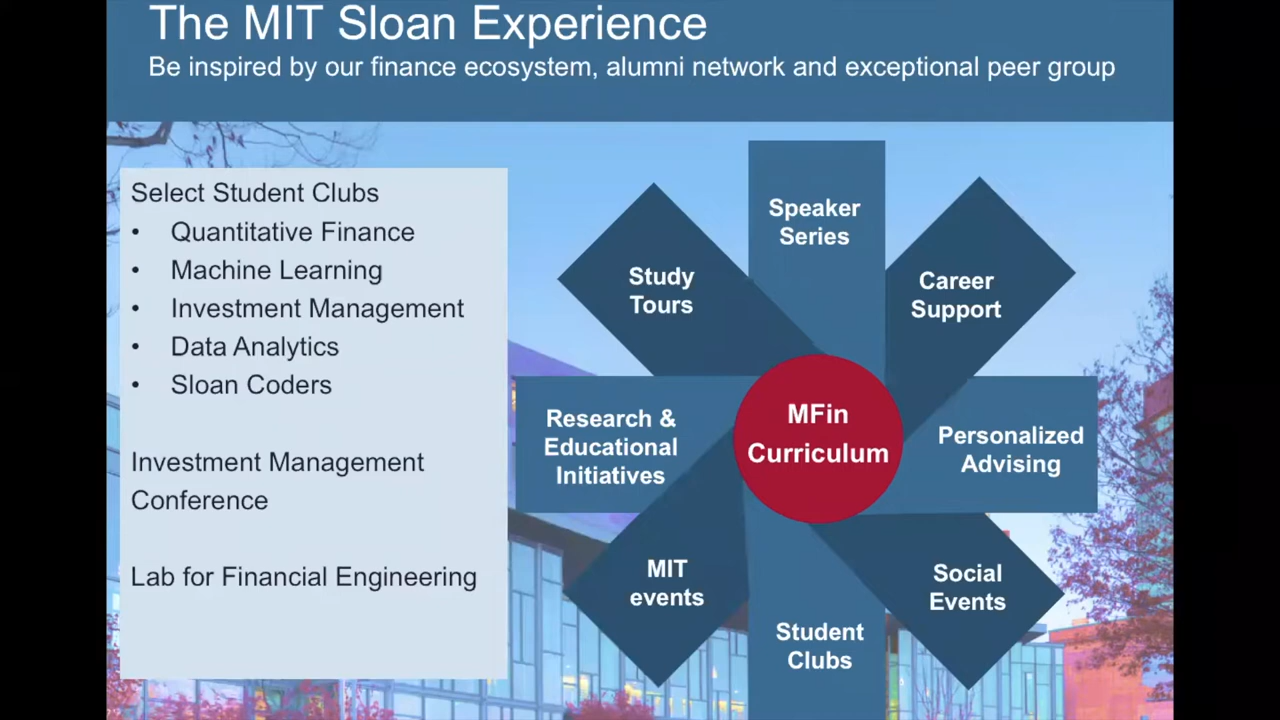 The MIT Sloan Experience
Be inspired by our finance ecosystem, alumni network and exceptional peer group
Select Student Clubs
• Quantitative Finance
• Machine Learning
• Investment Management
• Data Analytics
• Sloan Coders
Investment Management
Conference
Lab for Financial Engineering
Speaker
Series
Study
Tours
Career
Support
Research &
Educational
Initiatives
MFin
Curriculum
Personalized
Advising
MIT
events
Social
Events
Student
Clubs